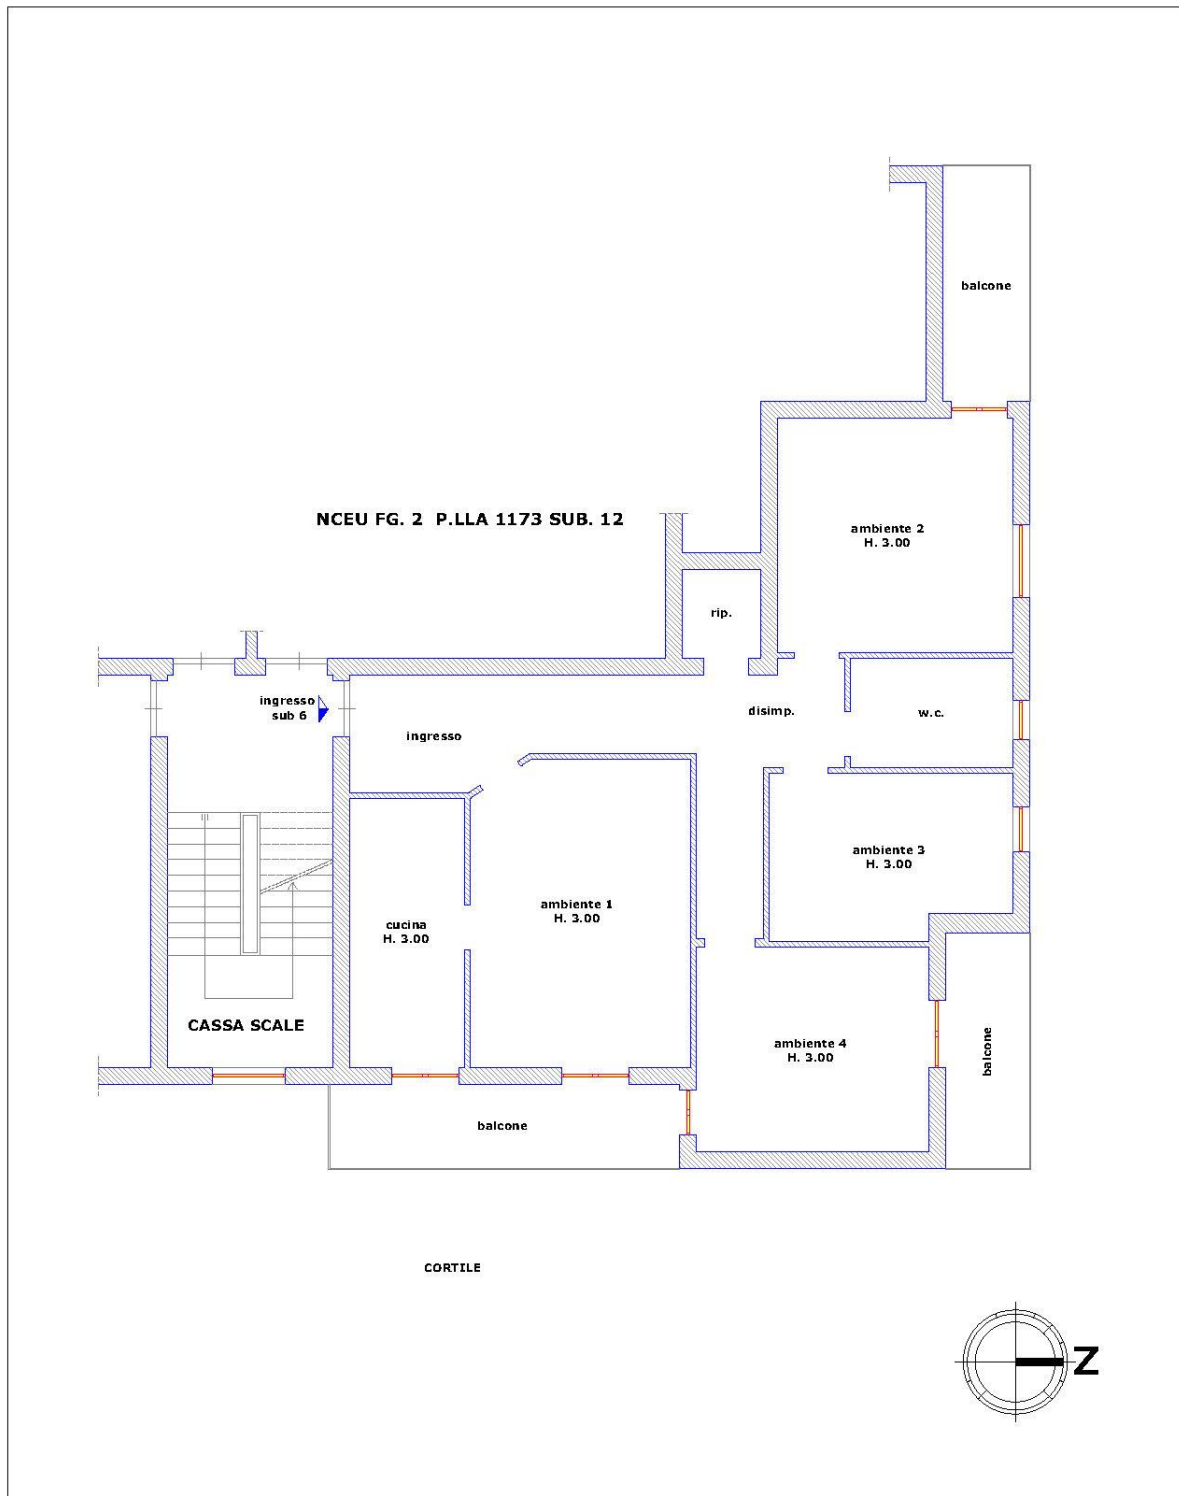 balcone
NCEU FG. 2 P.LLA 1173 SUB. 12
ambiente 2
H. 3.00
rip.
ingresso
sub 6
disimp.
w.c.
ingresso
ambiente 3
H. 3.00
ambiente 1
H. 3.00
cucina
H. 3.00
CASSA SCALE
ambiente 4
H. 3.00
balcone
balcone
CORTILE
N